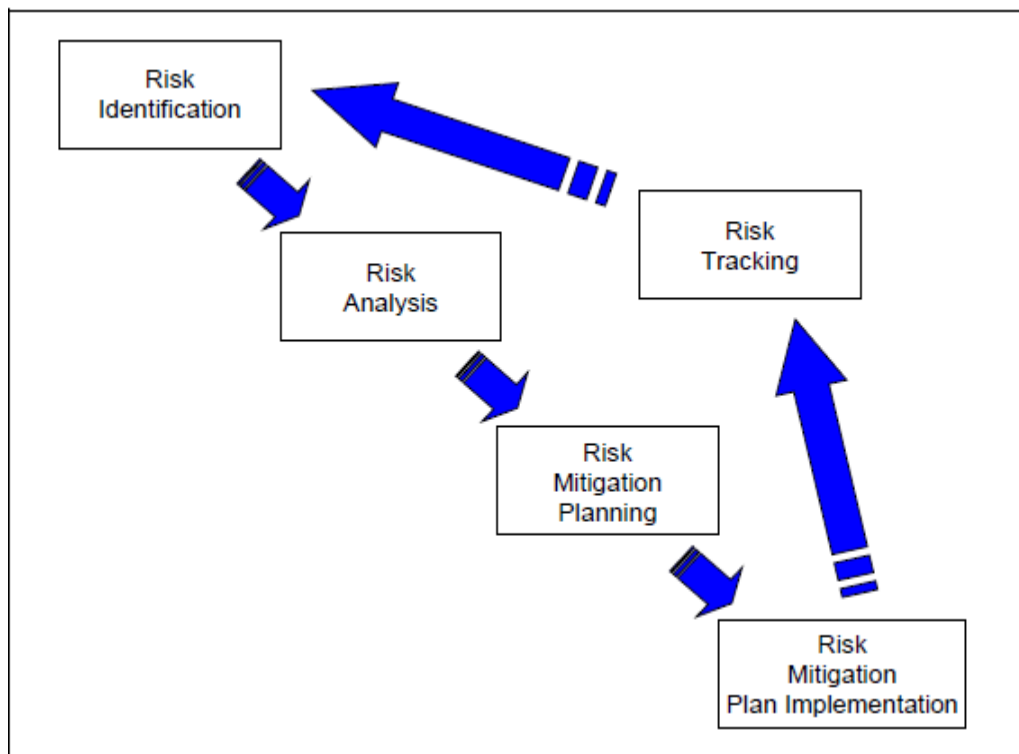 Risk
Identification
Risk
Tracking
Risk
Analysis
Risk
Mitigation
Planning
Risk
Mitigation
Plan Implementation